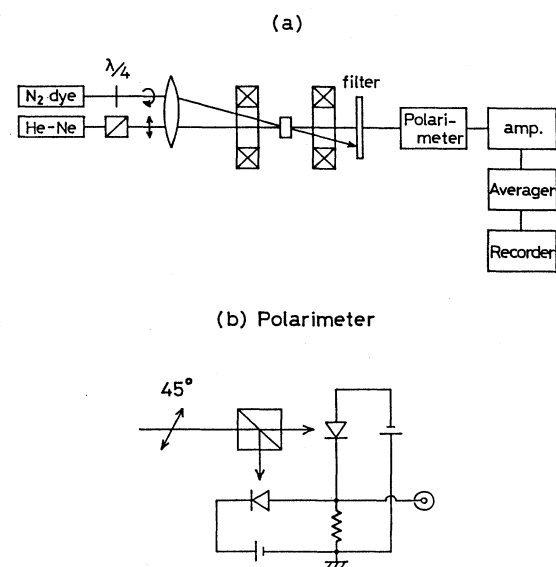 (a)
λ/4
N₂·dye
He-Ne
filter
Polari-
meter
amp.
Averager
Recorder
(b) Polarimeter
45°